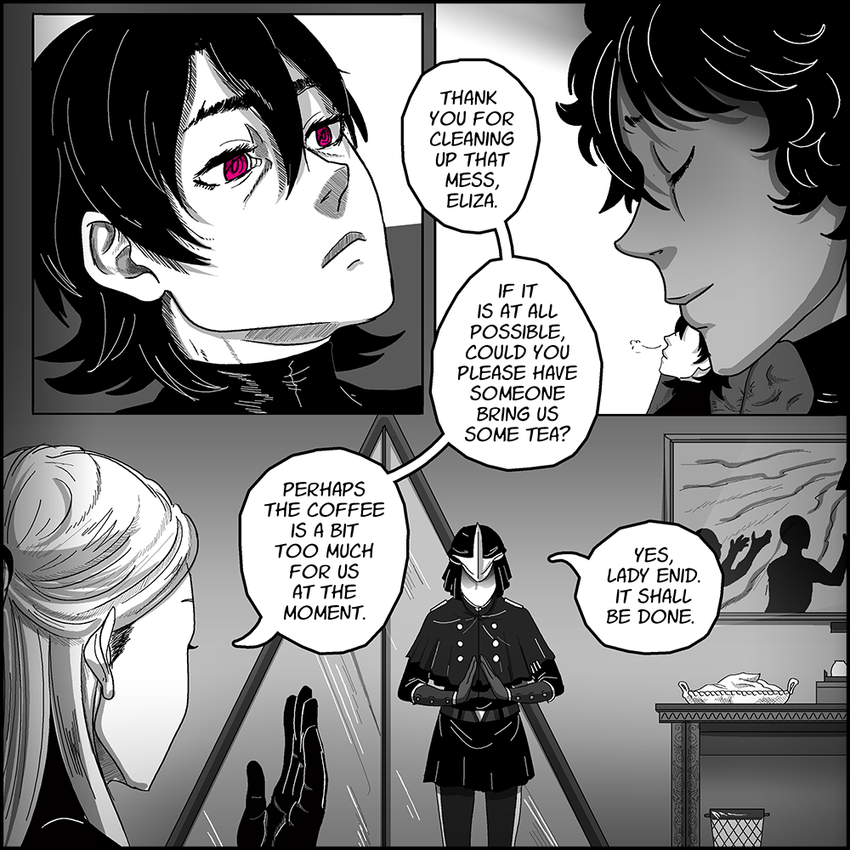 THANK
YOU FOR
CLEANING
UP THAT
MESS,
ELIZA.
IF IT
IS AT ALL
POSSIBLE,
COULD YOU
PLEASE HAVE
SOMEONE
BRING US
SOME TEA?
PERHAPS
THE COFFEE
IS A BIT
TOO MUCH
FOR US
AT THE
MOMENT.
YES,
LADY ENID.
IT SHALL
BE DONE.